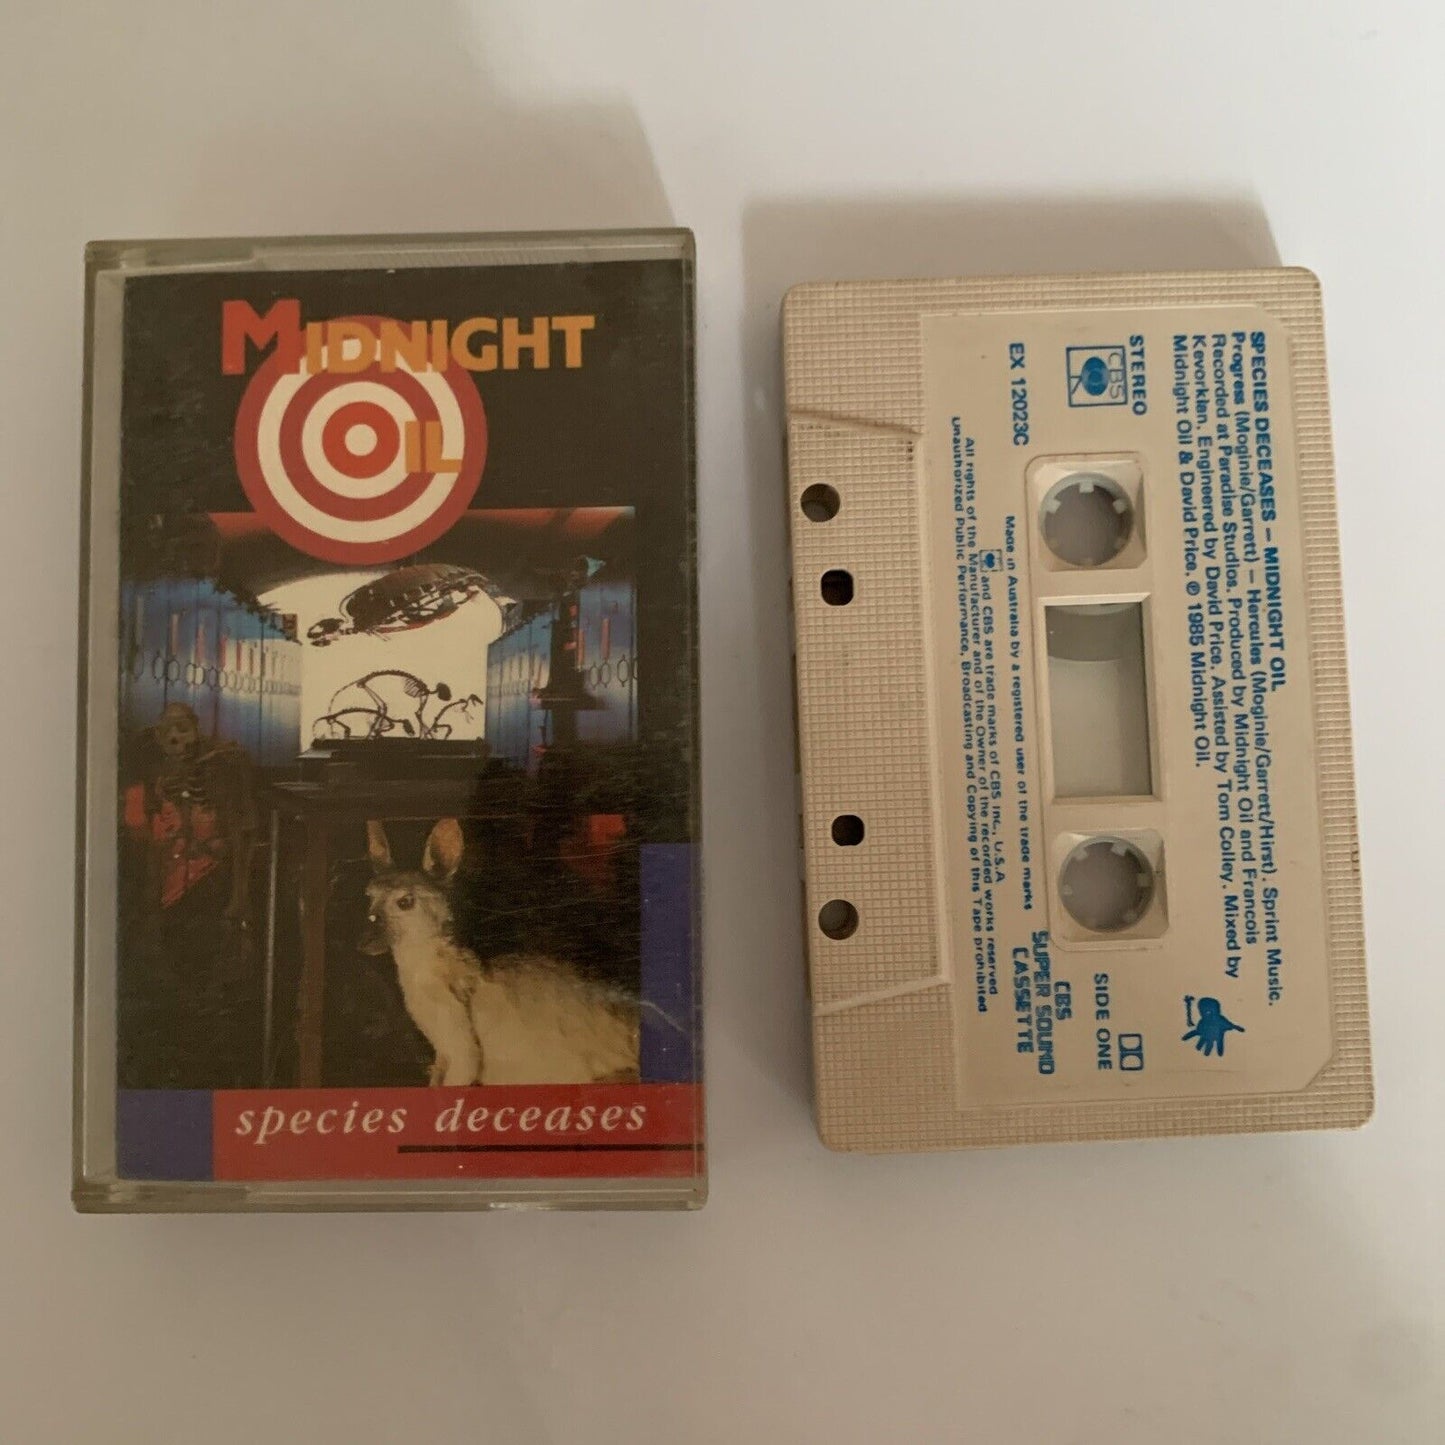 MIDNIGHT
OIL
species deceases
SPECIES DECEASES – MIDNIGHT OIL
Progress (Moginie/Garrett) – Hercules (Moginie/Garrett/Hirst). Sprint Music.
Recorded at Paradise Studios. Produced by Midnight Oil and Francois
Kevorkian. Engineered by David Price. Assisted by Tom Colley. Mixed by
Midnight Oil & David Price. ℗ 1985 Midnight Oil.
STEREO
CBS
EX 12023C
SIDE ONE
CBS
SUPER SOUND
CASSETTE
Made in Australia by a registered user of the trade marks
and CBS are trade marks of CBS Inc., U.S.A
All rights of the Manufacturer and of the Owner of the recorded works reserved
Unauthorized Public Performance, Broadcasting and Copying of this Tape prohibited